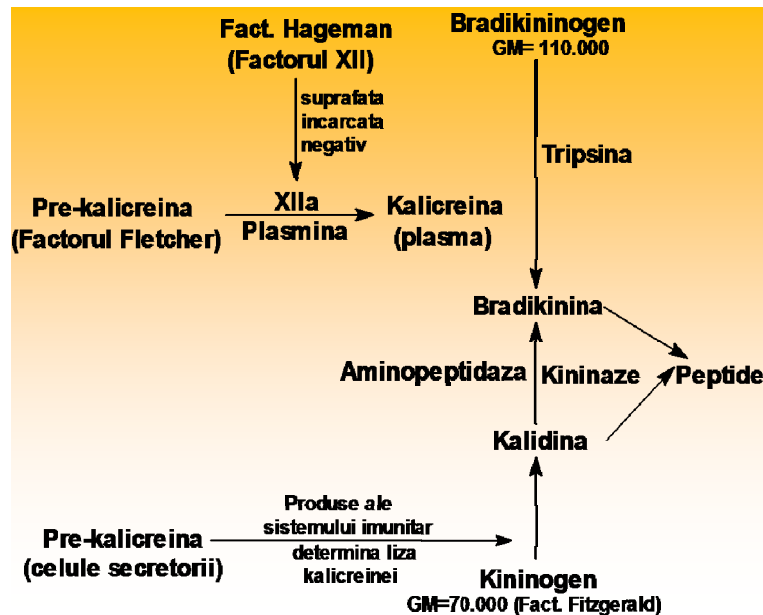 Fact. Hageman
(Factorul XII)
Bradikininogen
GM= 110.000
suprafata
incarcata
negativ
Tripsina
Pre-kalicreina
(Factorul Fletcher)
XIIa
Plasmina
Kalicreina
(plasma)
Bradikinina
Aminopeptidaza
Kininaze
Peptide
Kalidina
Pre-kalicreina
(celule secretorii)
Produse ale
sistemului imunitar
determina liza
kalicreinei
Kininogen
GM=70.000 (Fact. Fitzgerald)